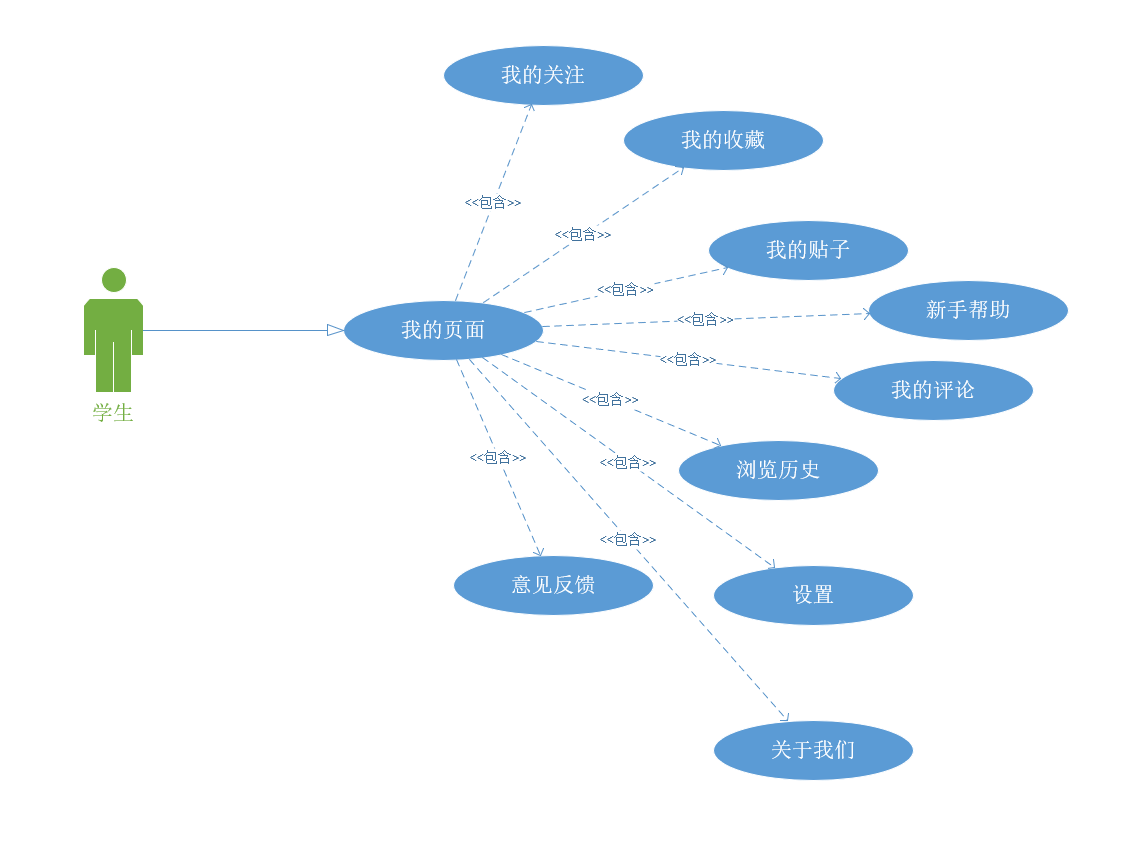 我的关注
我的收藏
<<包含>>
<<包含>>
我的贴子
<<包含>>
新手帮助
<<包含>>
我的页面
<<包含>>
我的评论
学生
<<包含>>
<<包含>>
<<包含>>
浏览历史
<<包含>>
意见反馈
设置
关于我们